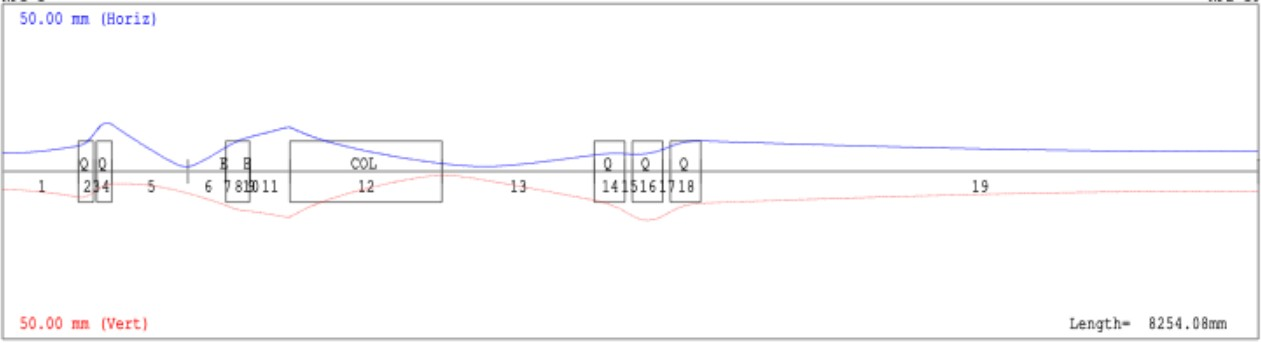 50.00 mm (Horiz)
Q Q E E COL Q Q Q
1 2 3 4 5 6 7 8 9 10 11 12 13 14 15 16 17 18 19
50.00 mm (Vert)
Length= 8254.08mm